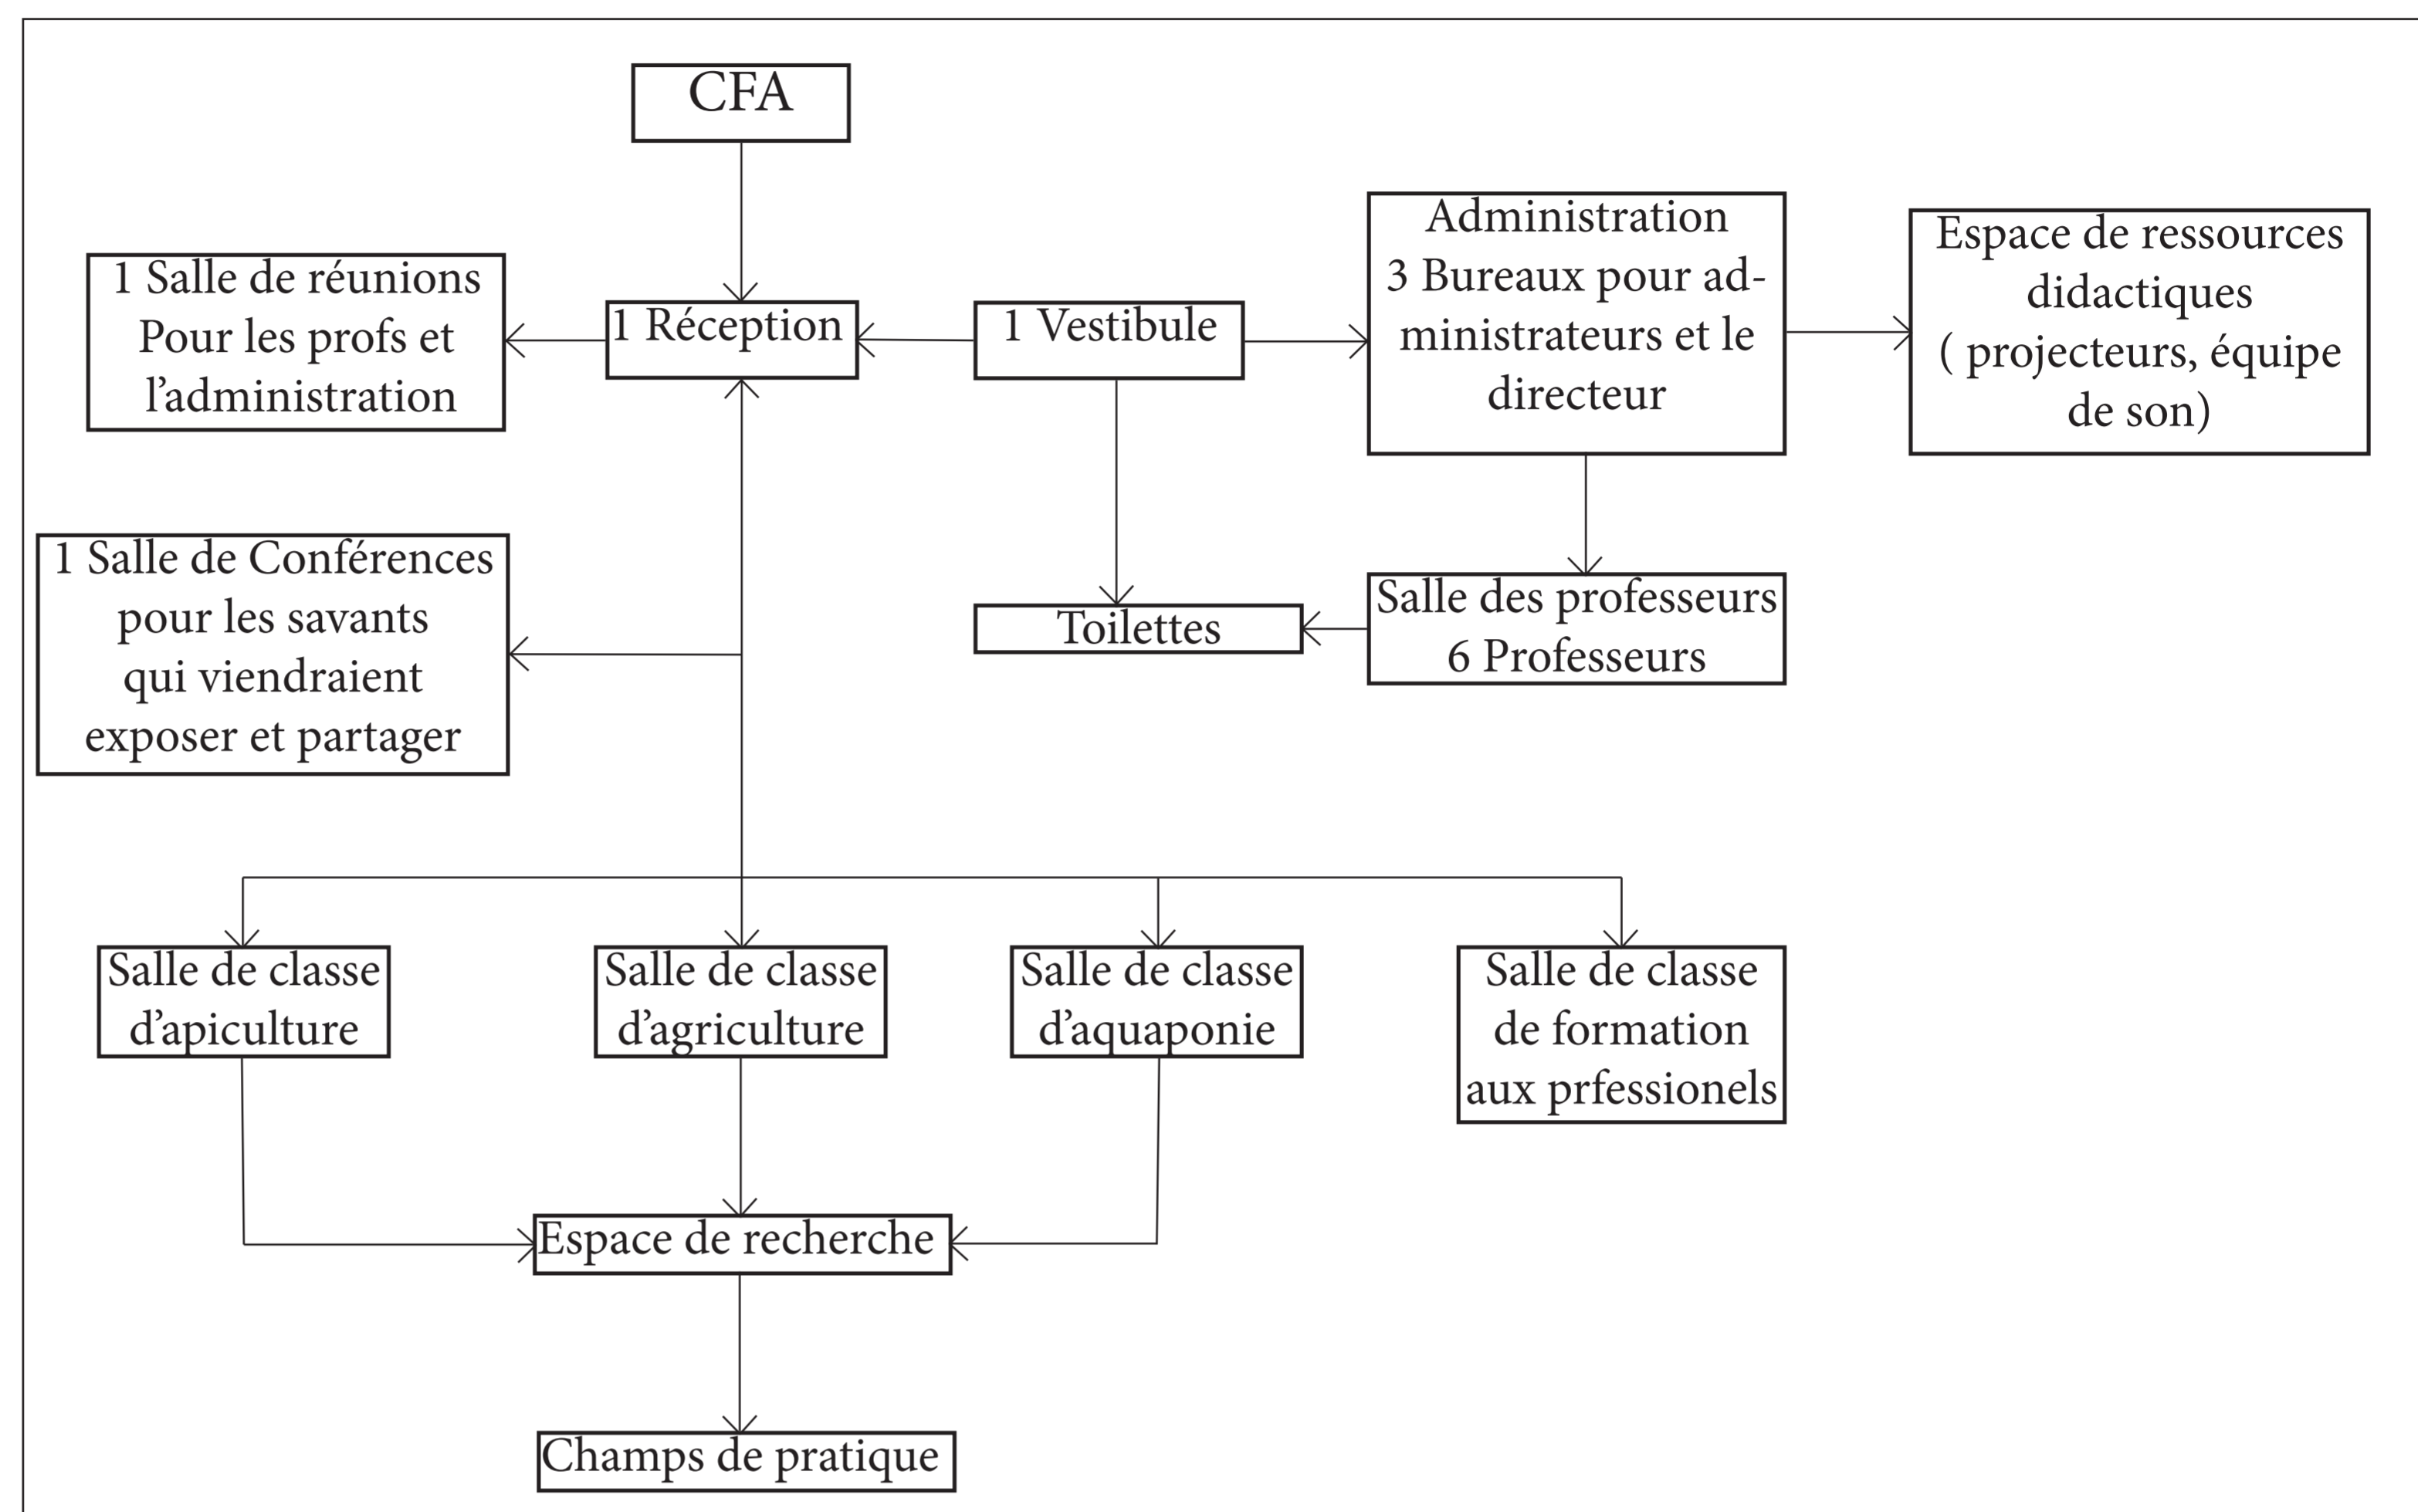 CFA
1 Salle de réunions
Pour les profs et
l’administration
1 Réception
1 Vestibule
Administration
3 Bureaux pour ad-
ministrateurs et le
directeur
Espace de ressources
didactiques
( projecteurs, équipe
de son)
1 Salle de Conférences
pour les savants
qui viendraient
exposer et partager
Toilettes
Salle des professeurs
6 Professeurs
Salle de classe
d’apiculture
Salle de classe
d’agriculture
Salle de classe
d’aquaponie
Salle de classe
de formation
aux prfessionels
Espace de recherche
Champs de pratique